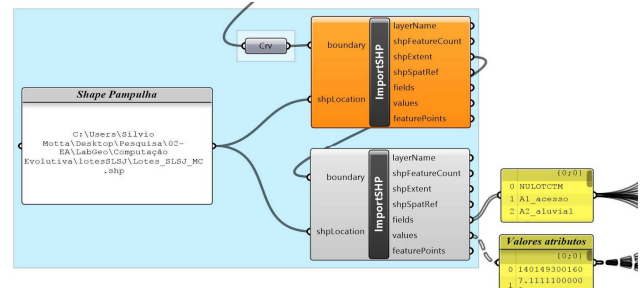 layerName
Crv
boundary
shpFeatureCount
shpExtent
ImportSHP
shpSpatRef
Shape Pampulha
shpLocation
fields
values
featurePoints
C:\Users\Silvio
Motta\Desktop\Pesquisa\02-
EA\LabGeo\Computação
Evolutiva\lotesSLSJ\Lotes_SLSJ_MC
.shp
layerName
boundary
shpFeatureCount
shpExtent
ImportSHP
shpSpatRef
shpLocation
fields
values
featurePoints
{0;0}
0 NULOTCTM
1 A1_acesso
2 A2_aluvial
Valores atributos
{0;0}
0 140149300160
1 7.1111100000